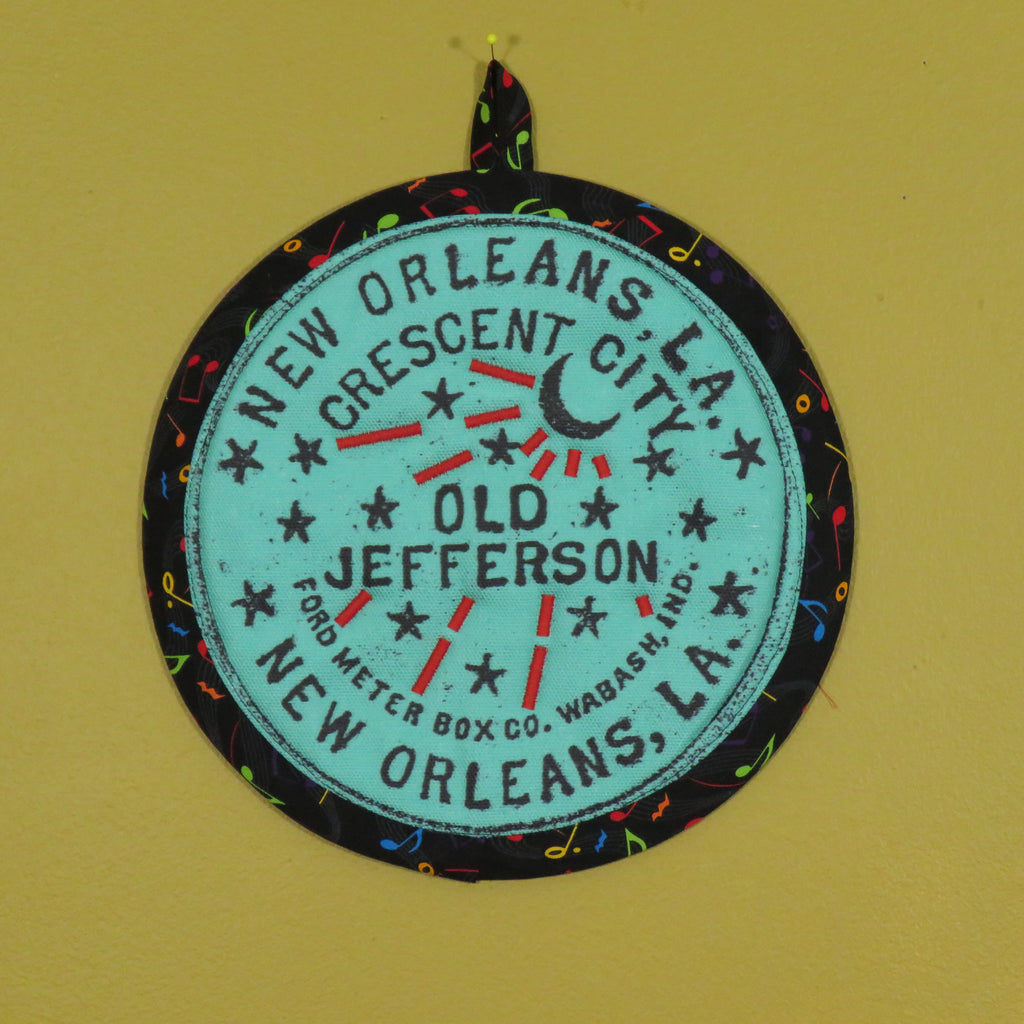 NEW ORLEANS, LA.
CRESCENT CITY
OLD
JEFFERSON
FORD METER BOX CO. WABASH, IND.
NEW ORLEANS, LA.